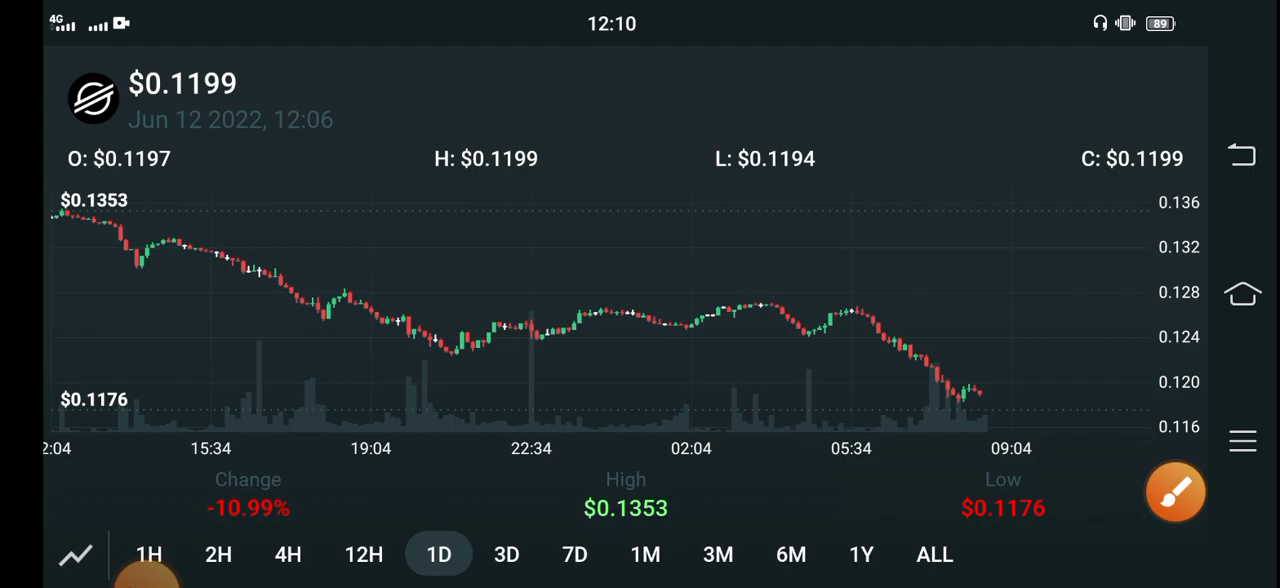 4G 12:10 89
$0.1199
Jun 12 2022, 12:06
O: $0.1197 H: $0.1199 L: $0.1194 C: $0.1199
$0.1353
0.136
0.132
0.128
0.124
0.120
$0.1176
0.116
2:04 15:34 19:04 22:34 02:04 05:34 09:04
Change High Low
-10.99% $0.1353 $0.1176
1H 2H 4H 12H 1D 3D 7D 1M 3M 6M 1Y ALL